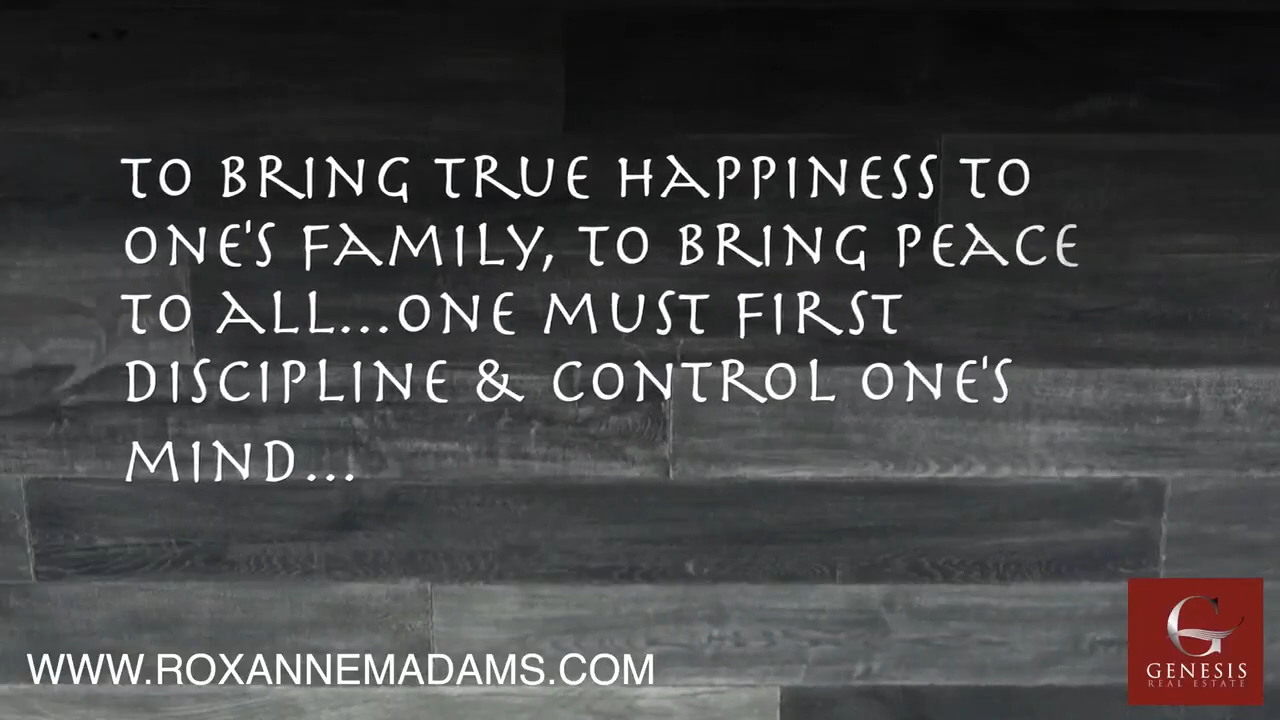 TO BRING TRUE HAPPINESS TO
ONE'S FAMILY, TO BRING PEACE
TO ALL...ONE MUST FIRST
DISCIPLINE & CONTROL ONE'S
MIND...
WWW.ROXANNEMADAMS.COM
G
GENESIS
REAL ESTATE